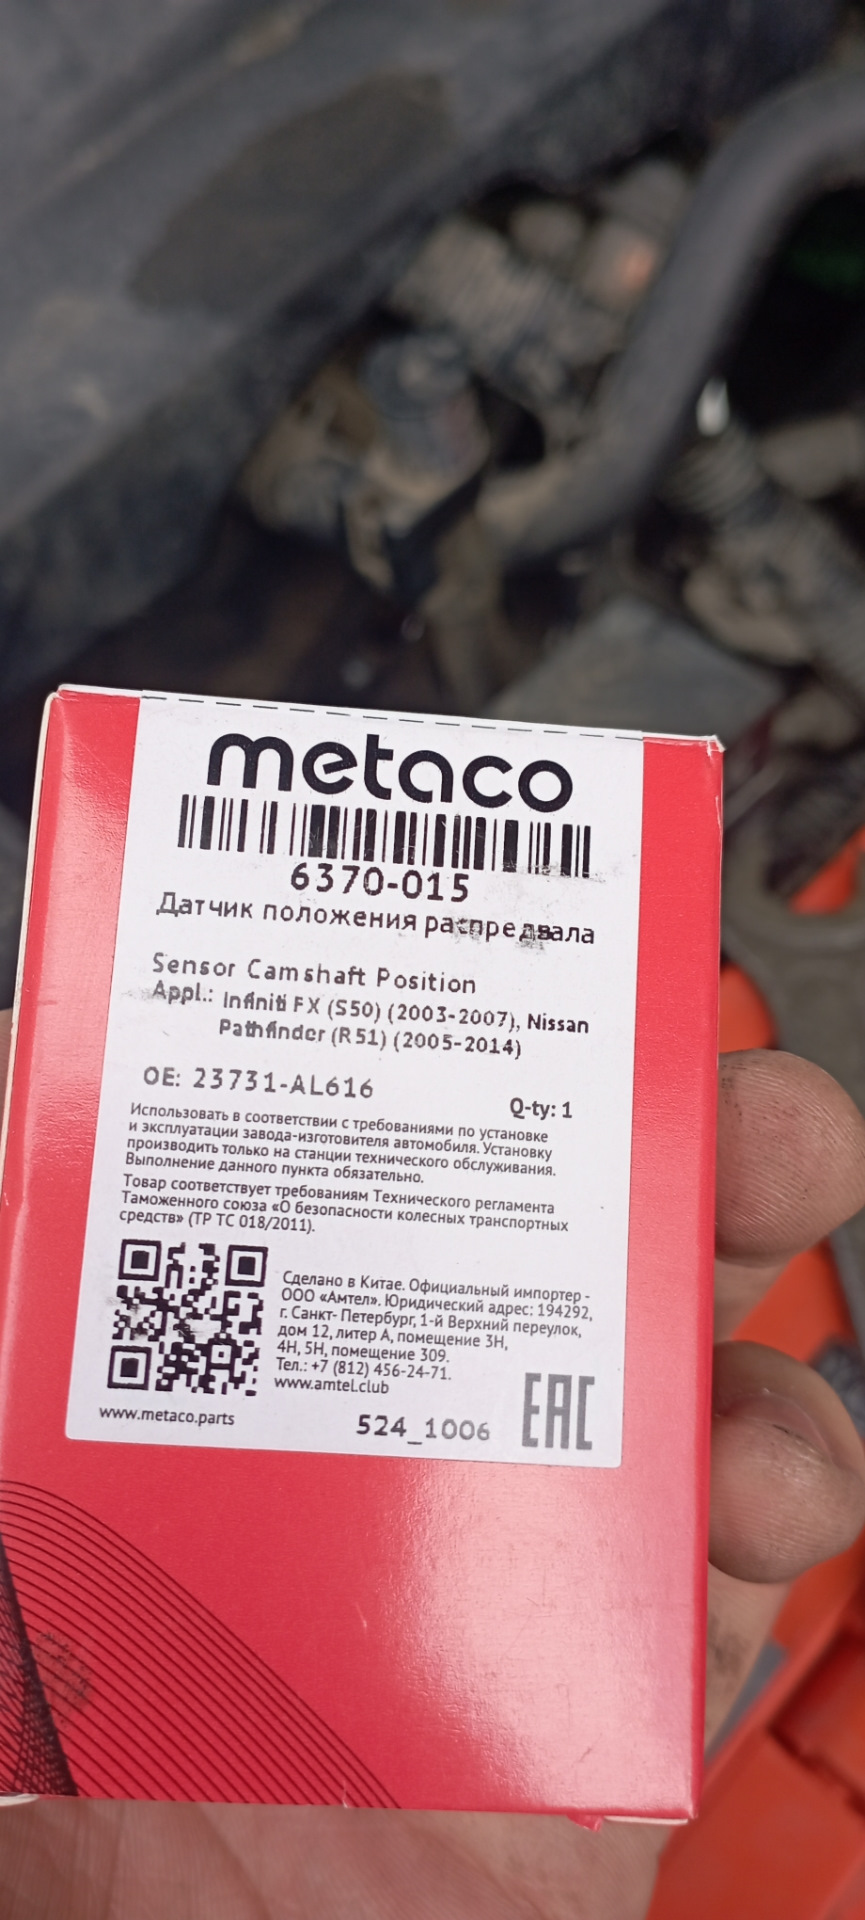 metaco
6370-015
Датчик положения распредвала
Sensor Camshaft Position
Appl.: Infiniti FX (S50) (2003-2007), Nissan
Pathfinder (R51) (2005-2014)
OE: 23731-AL616
Q-ty: 1
Использовать в соответствии с требованиями по установке
и эксплуатации завода-изготовителя автомобиля. Установку
производить только на станции технического обслуживания.
Выполнение данного пункта обязательно.
Товар соответствует требованиям Технического регламента
Таможенного союза «О безопасности колесных транспортных
средств» (ТР ТС 018/2011).
Сделано в Китае. Официальный импортер -
ООО «Амтел». Юридический адрес: 194292,
г. Санкт- Петербург, 1-й Верхний переулок,
дом 12, литер А, помещение 3Н,
4Н, 5Н, помещение 309.
Тел.: +7 (812) 456-24-71.
www.amtel.club
www.metaco.parts
524_1006
EAC